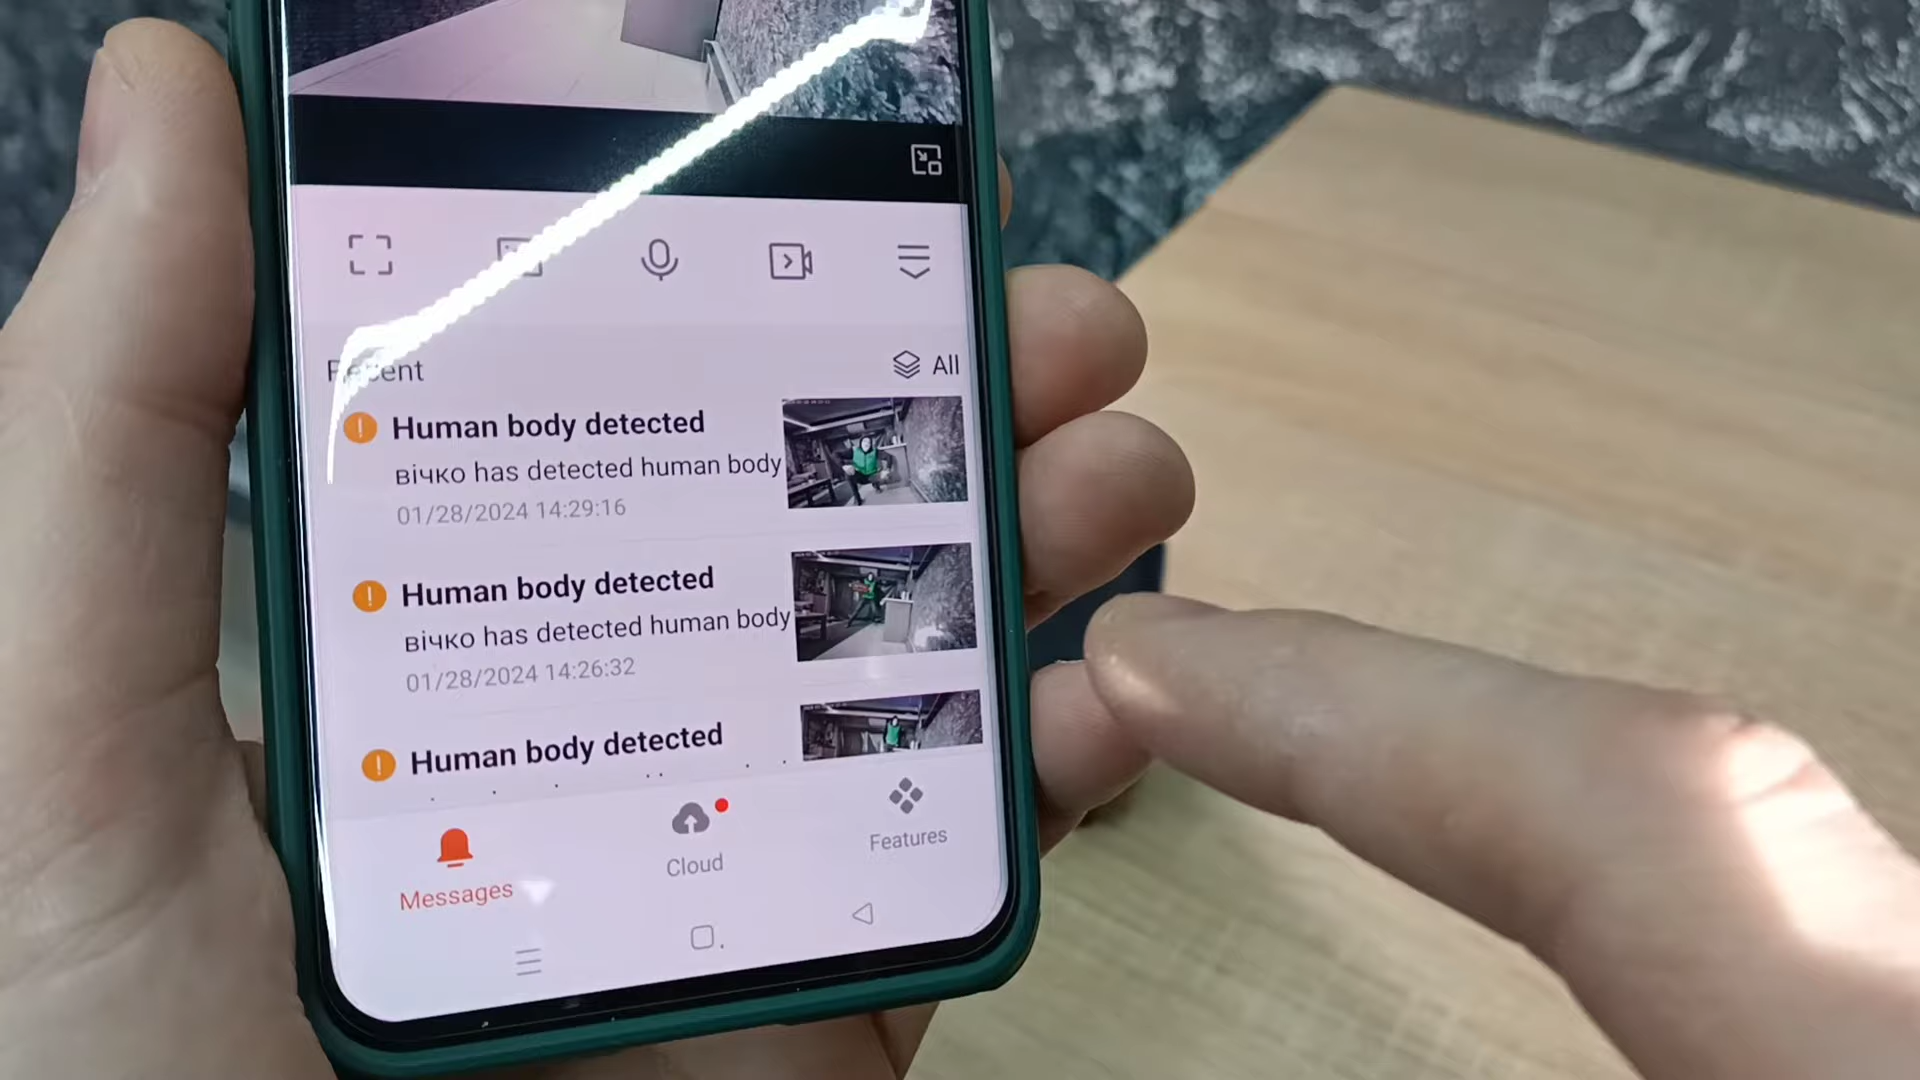 Recent
All
Human body detected
вічко has detected human body
01/28/2024 14:29:16
Human body detected
вічко has detected human body
01/28/2024 14:26:32
Human body detected
Messages
Cloud
Features